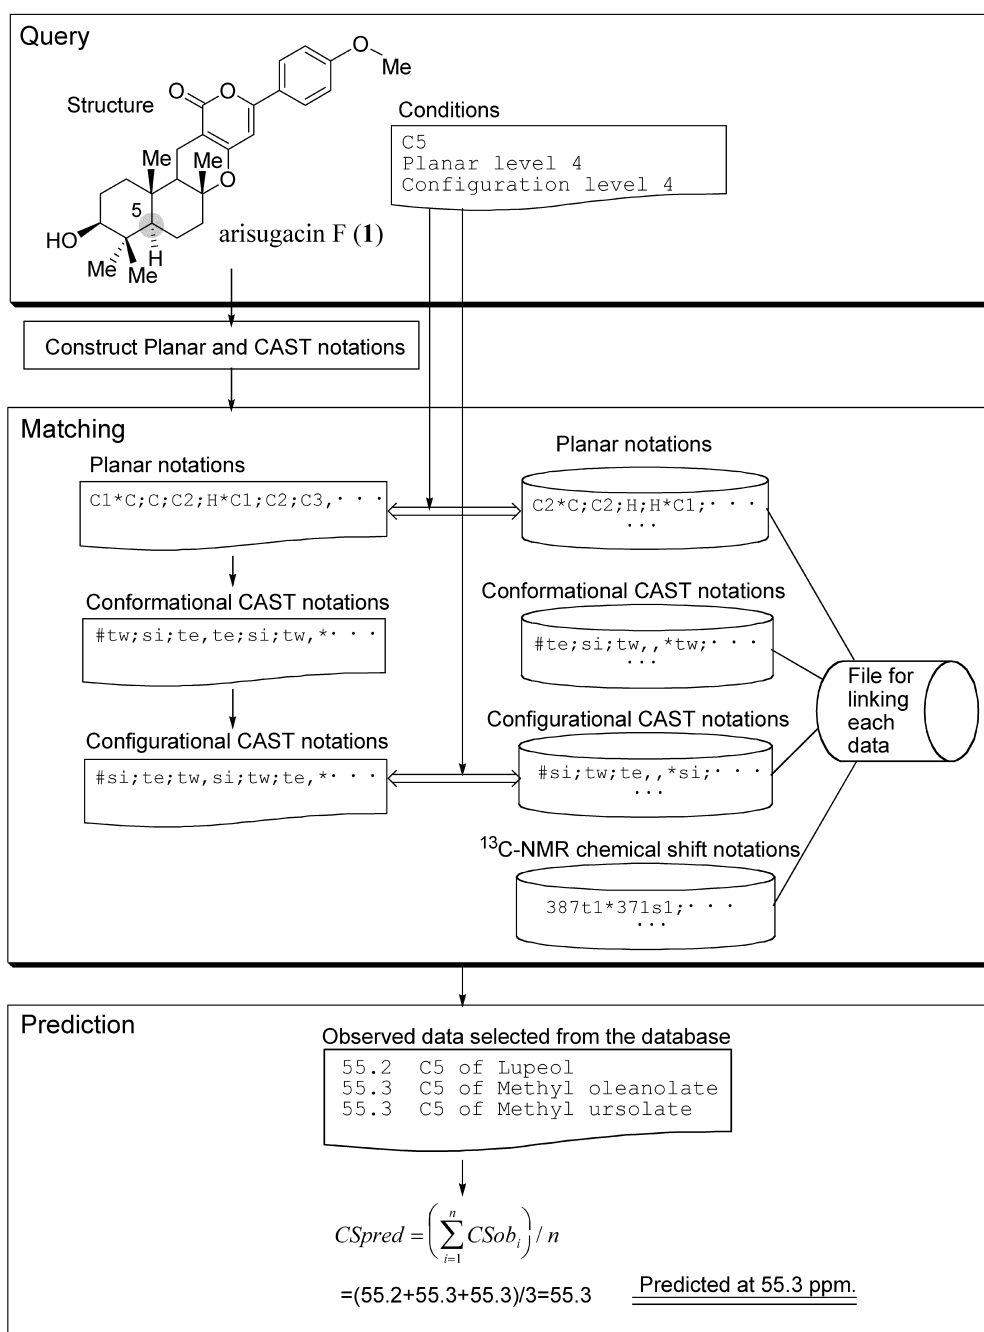 Query
Structure
O
O
O
Me
Me
Me
O
5
HO
H
Me
Me
arisugacin F (1)
Conditions
C5
Planar level 4
Configuration level 4
Construct Planar and CAST notations
Matching
Planar notations
C1*C;C;C2;H*C1;C2;C3,···
Conformational CAST notations
#tw;si;te,te;si;tw,*···
Configurational CAST notations
#si;te;tw,si;tw;te,*···
Planar notations
C2*C;C2;H;H*C1;···
...
Conformational CAST notations
#te;si;tw,,*tw;···
...
Configurational CAST notations
#si;tw;te,,*si;···
...
13C-NMR chemical shift notations
387t1*371s1;···
...
File for
linking
each
data
Prediction
Observed data selected from the database
55.2 C5 of Lupeol
55.3 C5 of Methyl oleanolate
55.3 C5 of Methyl ursolate
CSpred = (∑_{i=1}^{n} CSob_i) / n
=(55.2+55.3+55.3)/3=55.3
Predicted at 55.3 ppm.